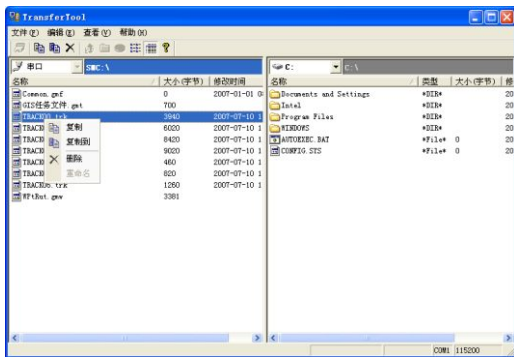 TransferTool
文件(F) 编辑(E) 查看(V) 帮助(H)
串口 SMC:\ C: C:\
名称 大小(字节) 修改时间 名称 类型 大小(字节) 修
Common.gmf 0 2007-01-01 0: Documents and Settings *DIR* 20
GIS任务文件.gmt 700 Intel *DIR* 20
3940 2007-07-10 1 Program Files *DIR* 20
TRACK 复制 6020 2007-07-10 1 WINDOWS *DIR* 20
TRACK 复制到 8420 2007-07-10 1 AUTOEXEC.BAT *File* 0 20
TRACK 9020 2007-07-10 1 CONFIG.SYS *File* 0 20
TRACK 删除 460 2007-07-10 1
TRACK 重命名 820 2007-07-10 1
1260 2007-07-10 1
WPtRut.gmw 3381
COM1 115200